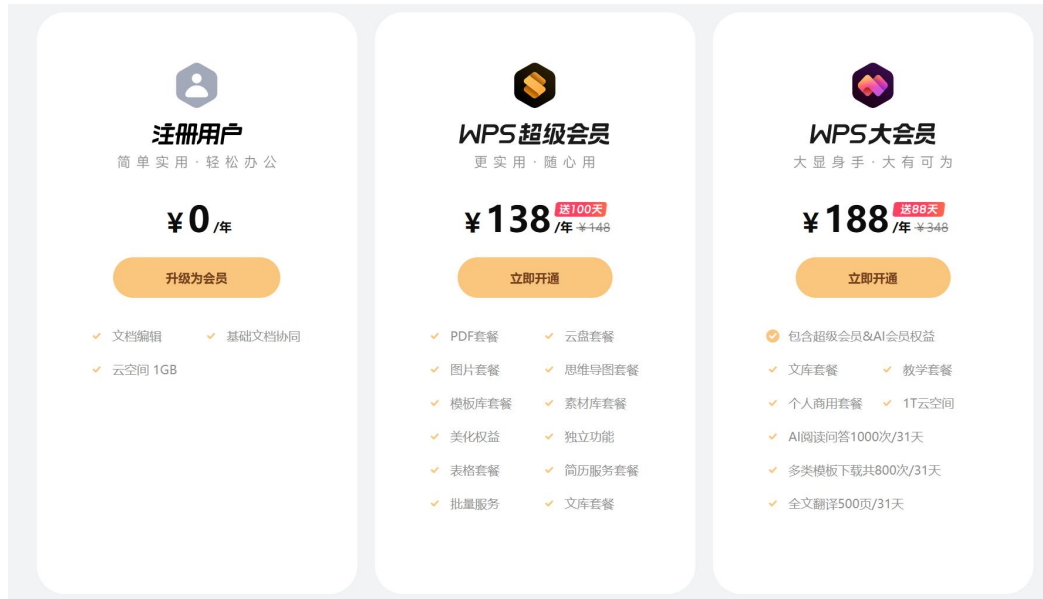 注册用户
简单实用·轻松办公
¥0/年
升级为会员
文档编辑 基础文档协同
云空间 1GB
WPS超级会员
更实用·随心用
送100天
¥138/年 ¥148
立即开通
PDF套餐 云盘套餐
图片套餐 思维导图套餐
模板库套餐 素材库套餐
美化权益 独立功能
表格套餐 简历服务套餐
批量服务 文库套餐
WPS大会员
大显身手·大有可为
送88天
¥188/年 ¥348
立即开通
包含超级会员&AI会员权益
文库套餐 教学套餐
个人商用套餐 1T云空间
AI阅读问答1000次/31天
多类模板下载共800次/31天
全文翻译500页/31天